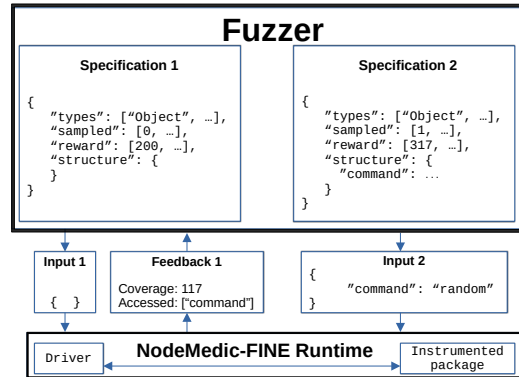 Fuzzer
Specification 1
{
”types”: [“Object”, …],
“sampled”: [0, …],
“reward”: [200, …],
“structure”: {
}
}
Specification 2
{
”types”: [“Object”, …],
“sampled”: [1, …],
“reward”: [317, …],
“structure”: {
”command”: ...
}
}
Input 1
{ }
Feedback 1
Coverage: 117
Accessed: [“command”]
Input 2
{
”command”: “random”
}
NodeMedic-FINE Runtime
Driver
Instrumented
package